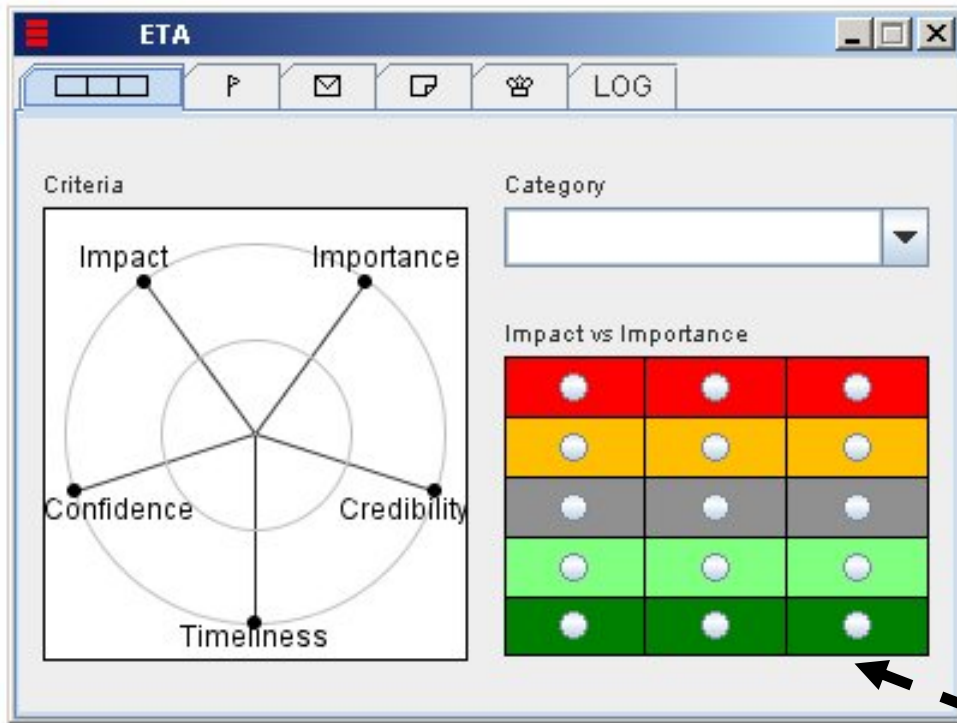 ETA
LOG
Criteria
Impact
Importance
Confidence
Credibility
Timeliness
Category
Impact vs Importance